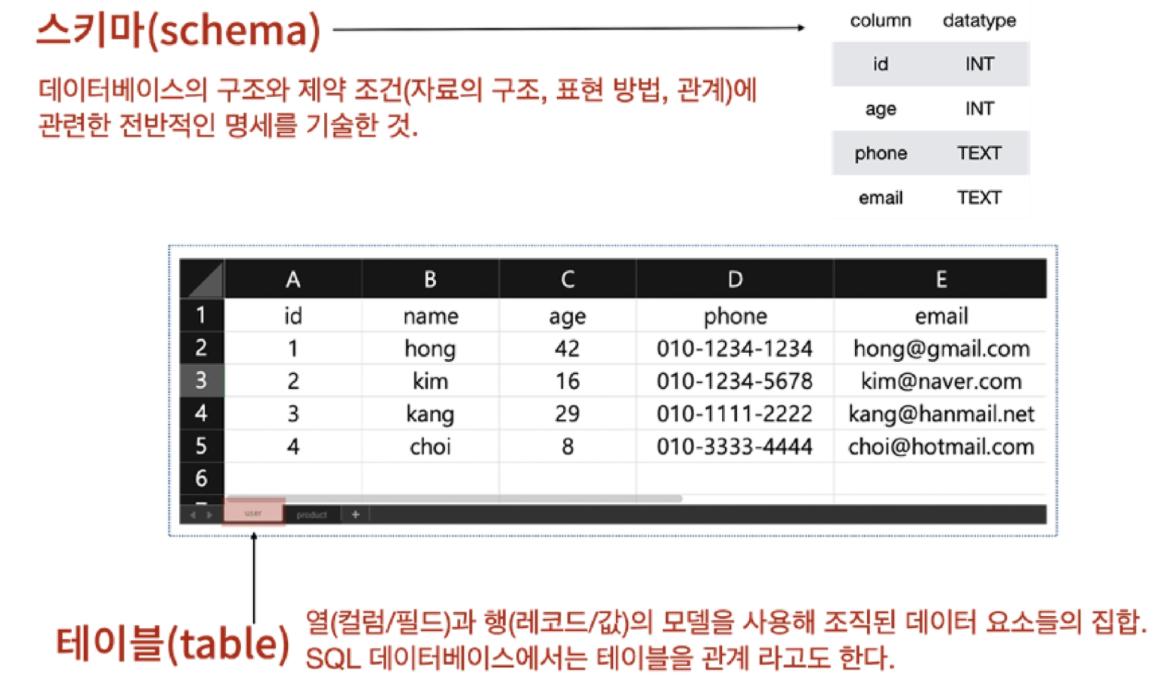 스키마(schema)
데이터베이스의 구조와 제약 조건(자료의 구조, 표현 방법, 관계)에
관련한 전반적인 명세를 기술한 것.
column datatype
id INT
age INT
phone TEXT
email TEXT
A B C D E
1 id name age phone email
2 1 hong 42 010-1234-1234 hong@gmail.com
3 2 kim 16 010-1234-5678 kim@naver.com
4 3 kang 29 010-1111-2222 kang@hanmail.net
5 4 choi 8 010-3333-4444 choi@hotmail.com
6
user product +
테이블(table)
열(컬럼/필드)과 행(레코드/값)의 모델을 사용해 조직된 데이터 요소들의 집합.
SQL 데이터베이스에서는 테이블을 관계 라고도 한다.